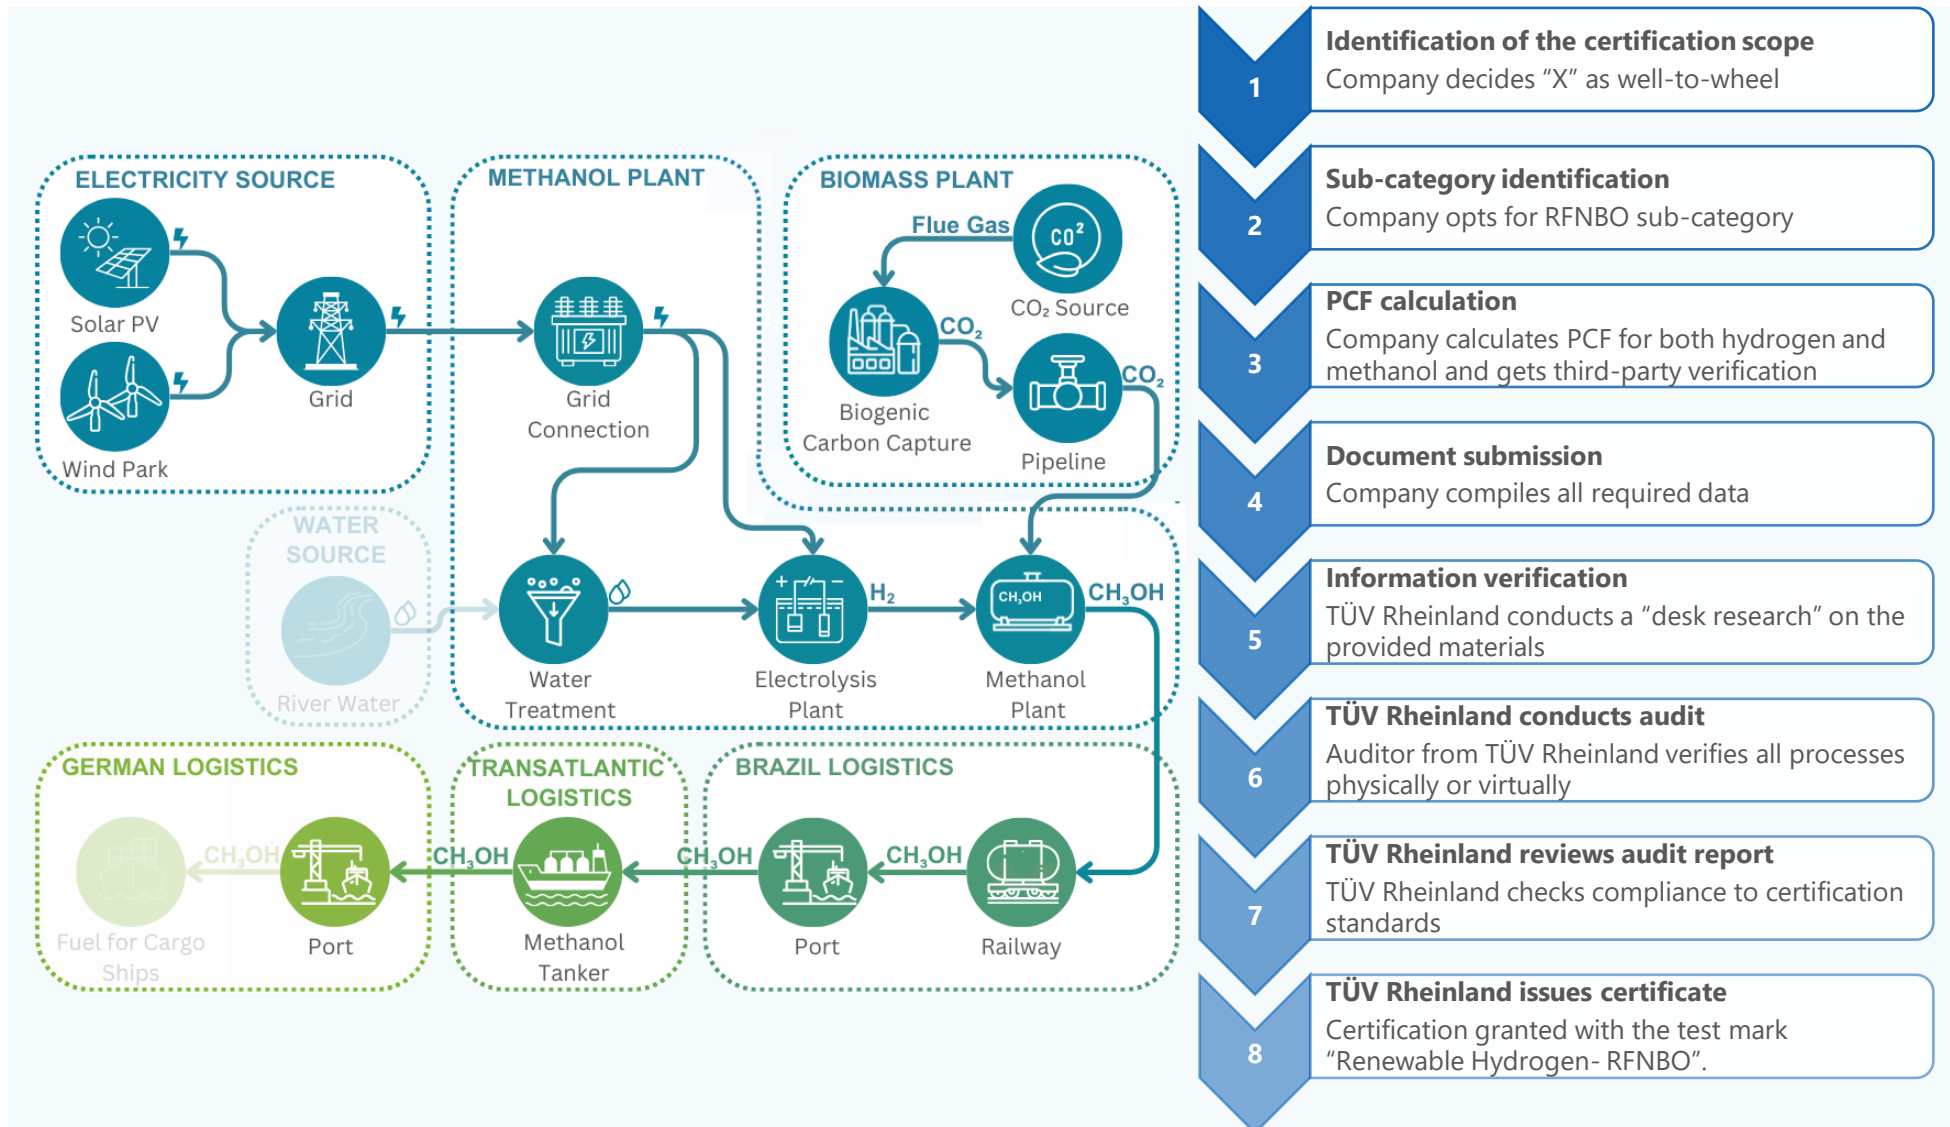 ELECTRICITY SOURCE
Solar PV
Wind Park
Grid
METHANOL PLANT
Grid
Connection
BIOMASS PLANT
Flue Gas
CO²
CO₂ Source
CO₂
Biogenic
Carbon Capture
CO₂
Pipeline
WATER
SOURCE
River Water
Water
Treatment
+ −
H₂
Electrolysis
Plant
CH₃OH
CH₃OH
Methanol
Plant
GERMAN LOGISTICS
CH₃OH
Fuel for Cargo
Ships
Port
TRANSATLANTIC
LOGISTICS
CH₃OH
Methanol
Tanker
BRAZIL LOGISTICS
CH₃OH
CH₃OH
Port
Railway
1
Identification of the certification scope
Company decides “X” as well-to-wheel
2
Sub-category identification
Company opts for RFNBO sub-category
3
PCF calculation
Company calculates PCF for both hydrogen and
methanol and gets third-party verification
4
Document submission
Company compiles all required data
5
Information verification
TÜV Rheinland conducts a “desk research” on the
provided materials
6
TÜV Rheinland conducts audit
Auditor from TÜV Rheinland verifies all processes
physically or virtually
7
TÜV Rheinland reviews audit report
TÜV Rheinland checks compliance to certification
standards
8
TÜV Rheinland issues certificate
Certification granted with the test mark
“Renewable Hydrogen- RFNBO”.